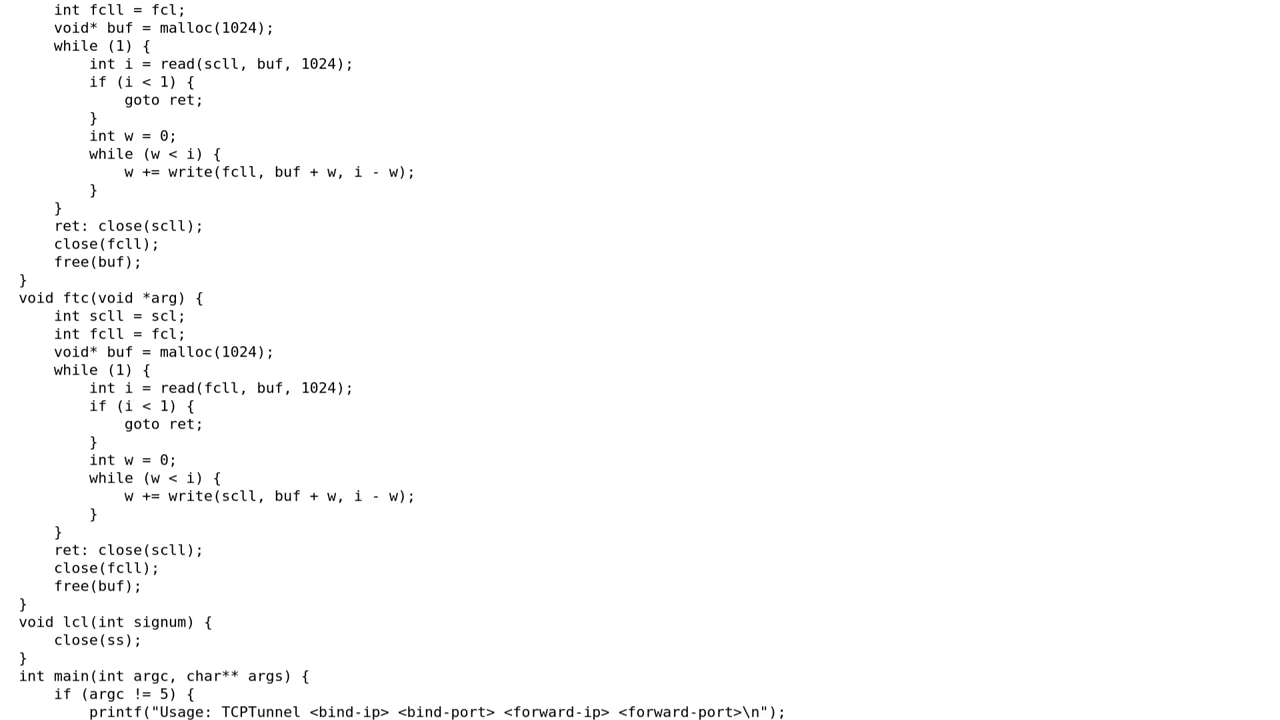 int fcll = fcl;
    void* buf = malloc(1024);
    while (1) {
        int i = read(scll, buf, 1024);
        if (i < 1) {
            goto ret;
        }
        int w = 0;
        while (w < i) {
            w += write(fcll, buf + w, i - w);
        }
    }
    ret: close(scll);
    close(fcll);
    free(buf);
}
void ftc(void *arg) {
    int scll = scl;
    int fcll = fcl;
    void* buf = malloc(1024);
    while (1) {
        int i = read(fcll, buf, 1024);
        if (i < 1) {
            goto ret;
        }
        int w = 0;
        while (w < i) {
            w += write(scll, buf + w, i - w);
        }
    }
    ret: close(scll);
    close(fcll);
    free(buf);
}
void lcl(int signum) {
    close(ss);
}
int main(int argc, char** args) {
    if (argc != 5) {
        printf("Usage: TCPTunnel <bind-ip> <bind-port> <forward-ip> <forward-port>\n");